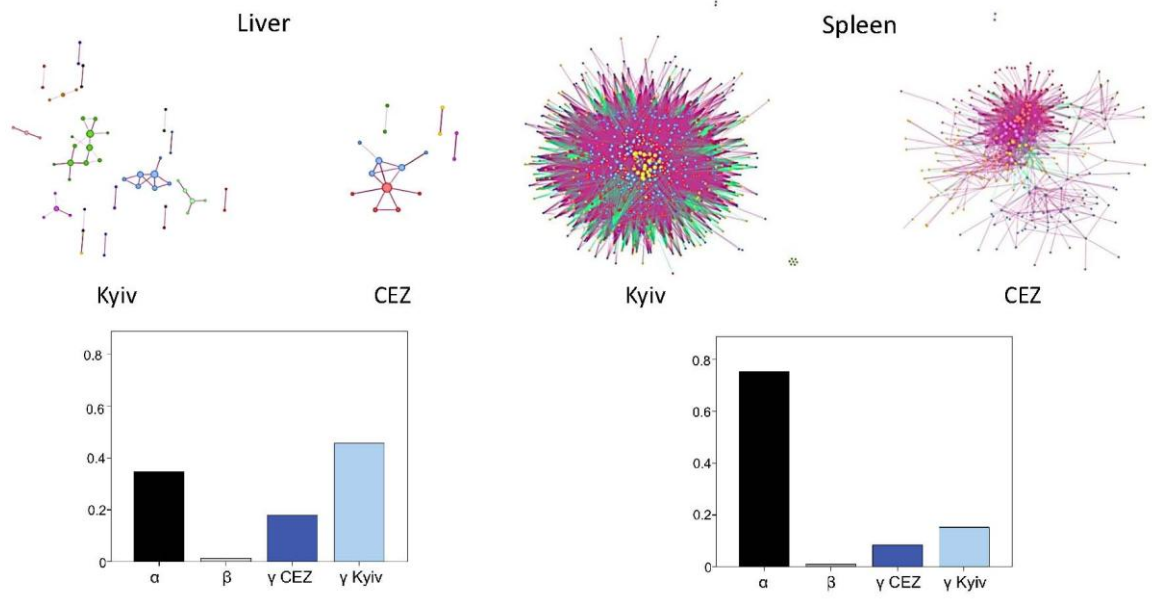 Liver
Spleen
Kyiv
CEZ
Kyiv
CEZ
0.8
0.6
0.4
0.2
0
α
β
γ CEZ
γ Kyiv
0.8
0.6
0.4
0.2
0
α
β
γ CEZ
γ Kyiv